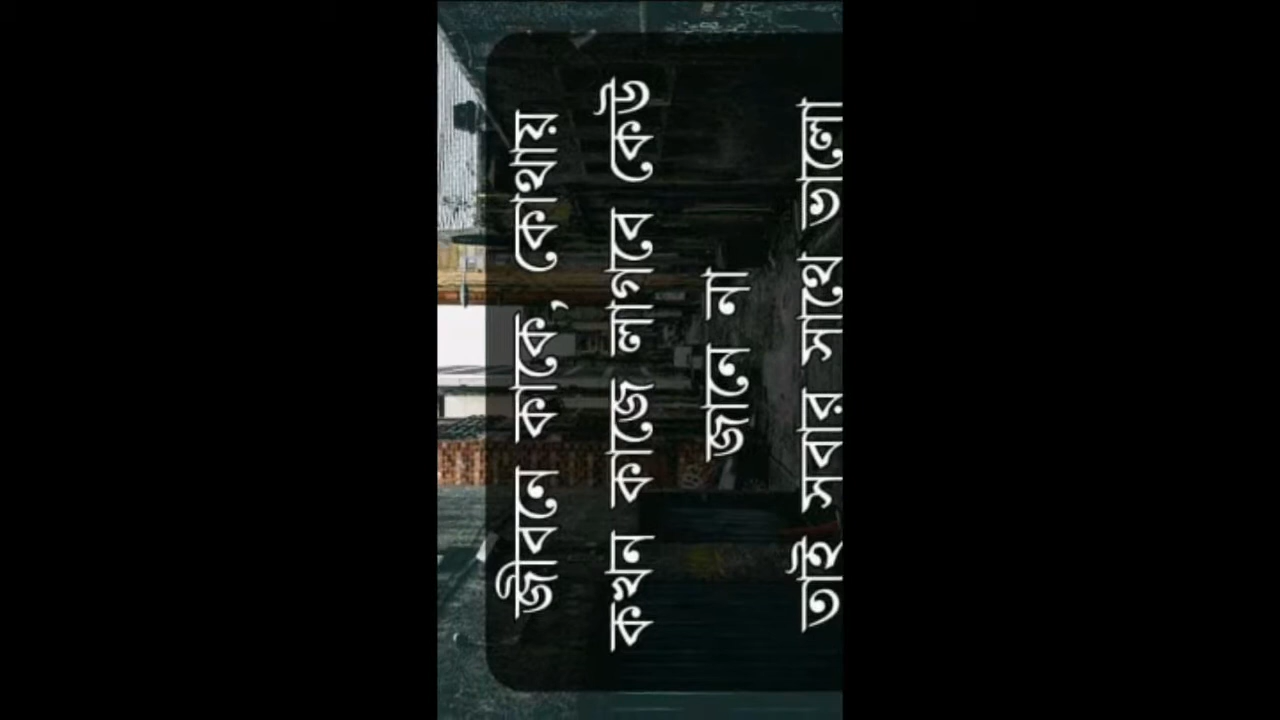 জীবনে কাকে, কোথায়
কখন কাজে লাগবে কেউ
জানে না
তাই সবার সাথে ভালো